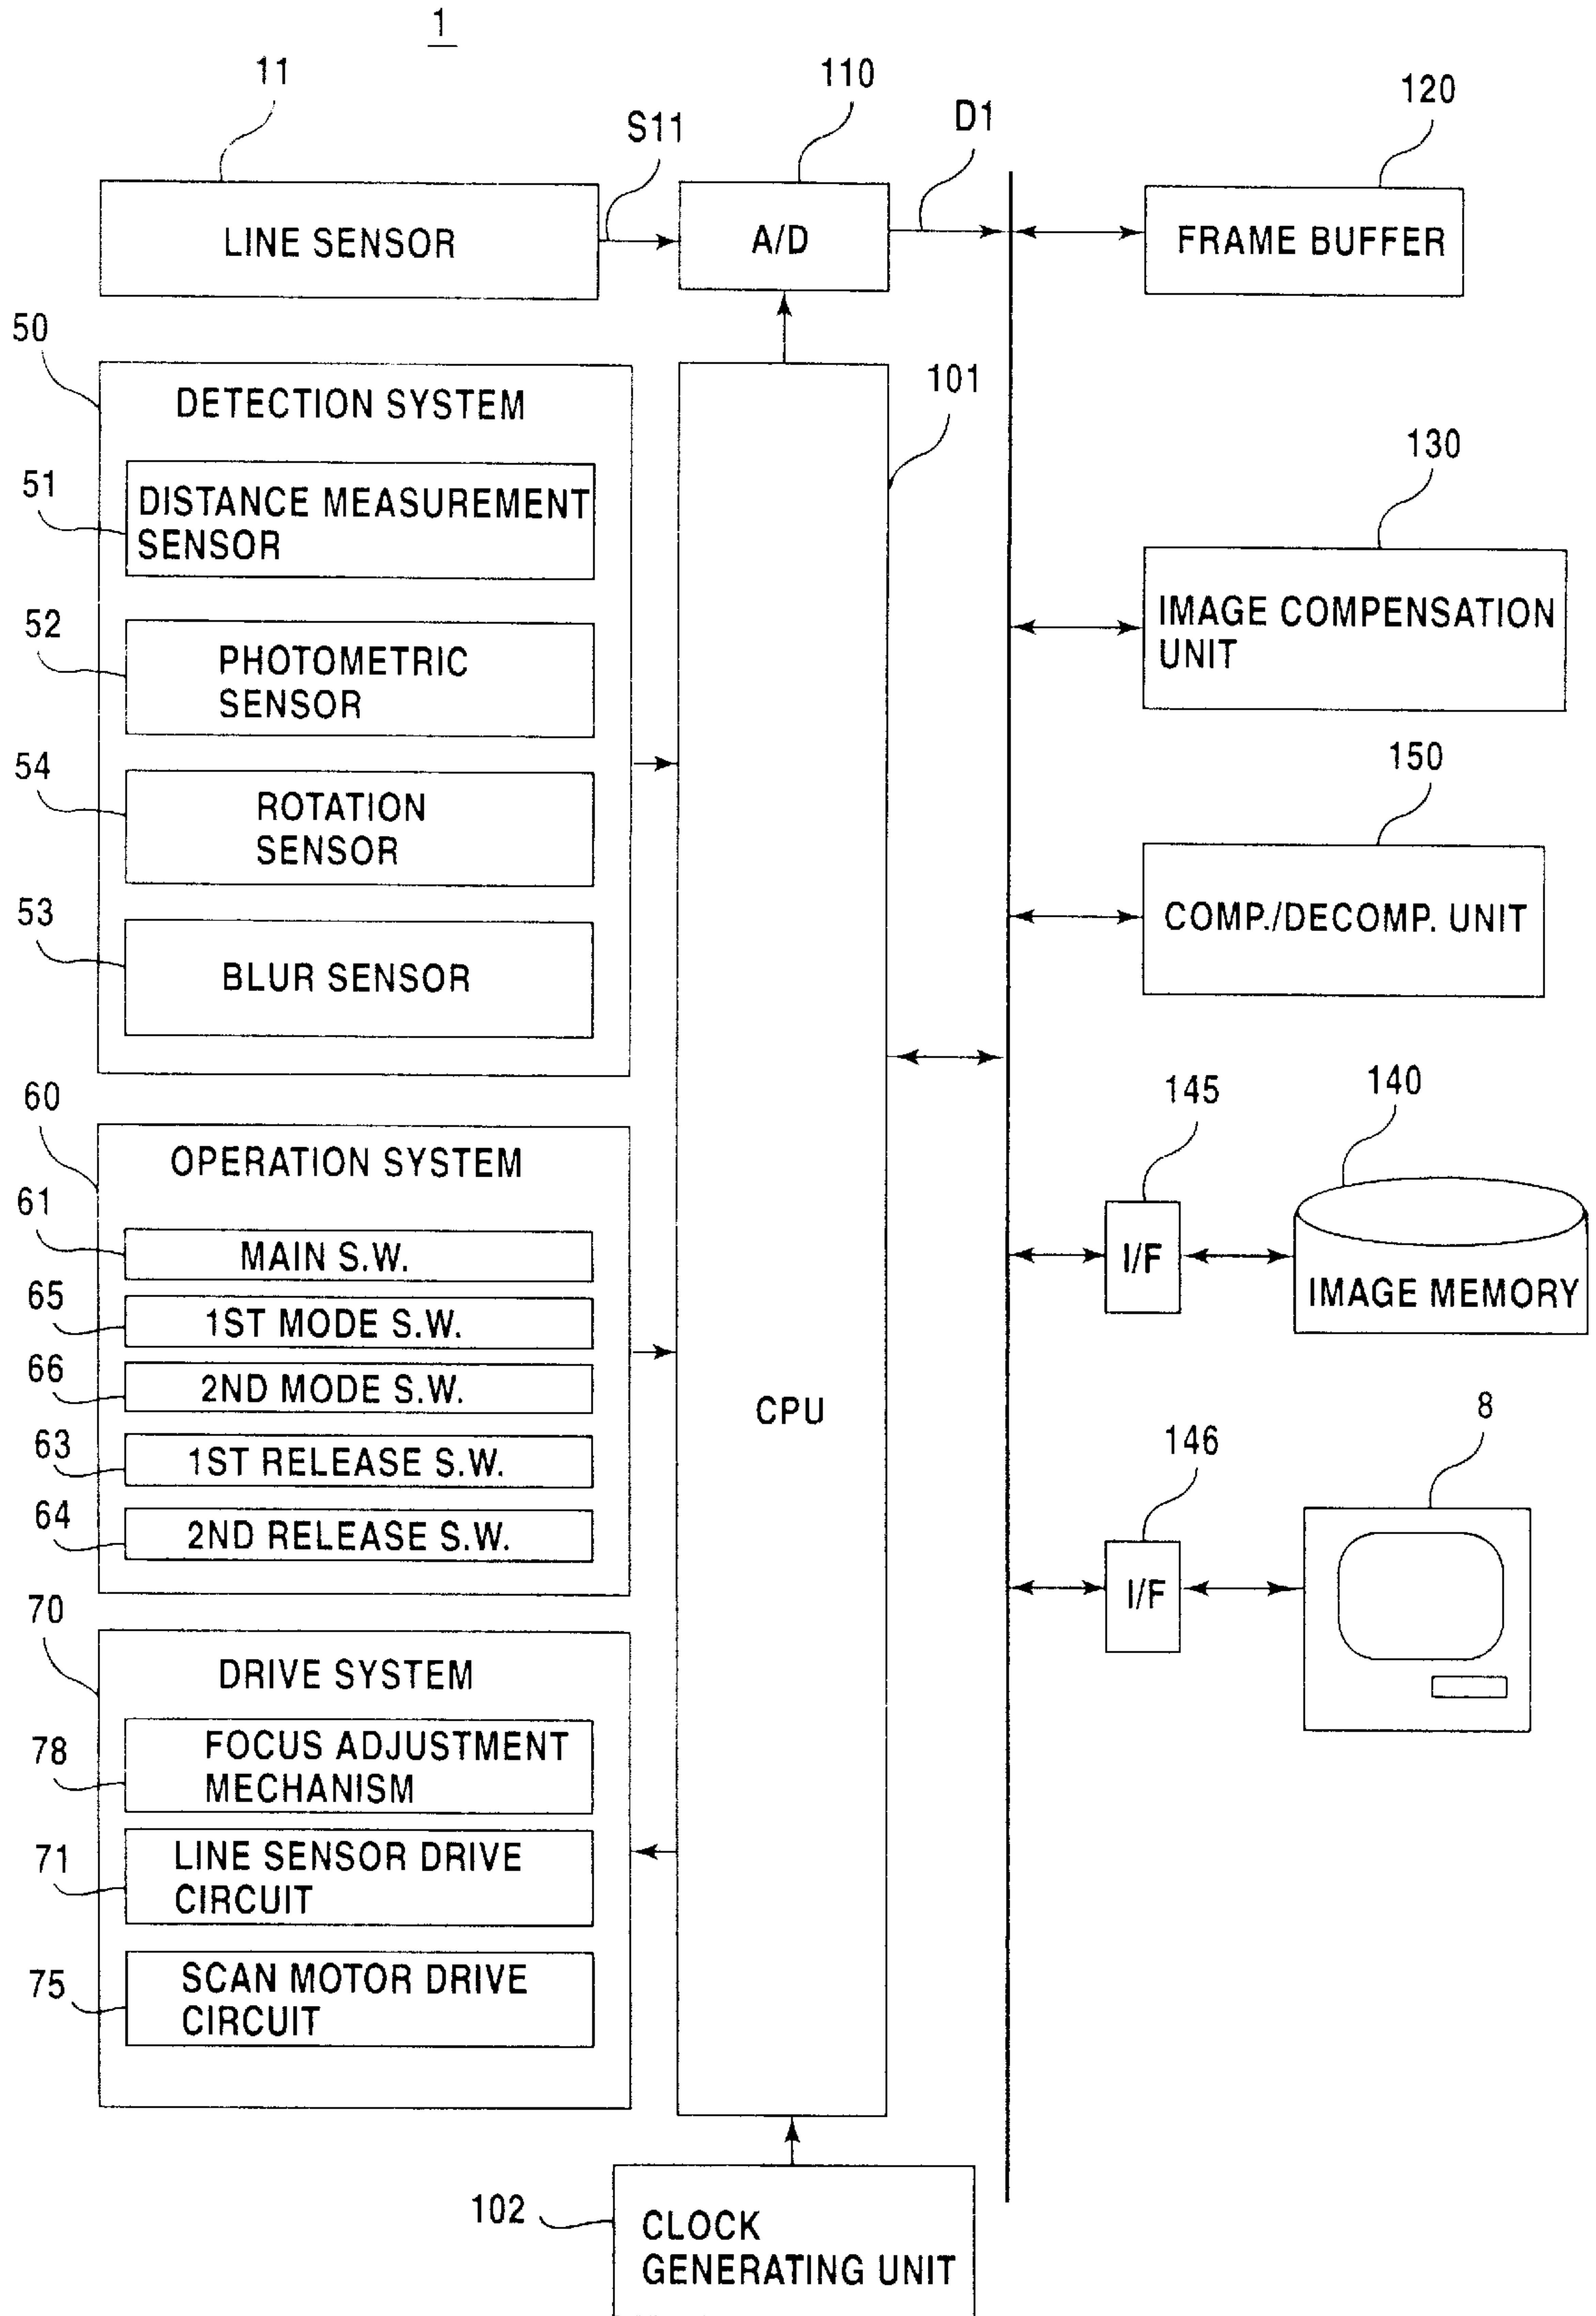 1
11
S11
110
D1
120
LINE SENSOR
A/D
FRAME BUFFER
50
DETECTION SYSTEM
101
51
DISTANCE MEASUREMENT
SENSOR
130
IMAGE COMPENSATION
UNIT
52
PHOTOMETRIC
SENSOR
54
ROTATION
SENSOR
150
COMP./DECOMP. UNIT
53
BLUR SENSOR
60
OPERATION SYSTEM
145
140
61
MAIN S.W.
I/F
IMAGE MEMORY
65
1ST MODE S.W.
66
2ND MODE S.W.
CPU
63
1ST RELEASE S.W.
146
8
64
2ND RELEASE S.W.
I/F
70
DRIVE SYSTEM
78
FOCUS ADJUSTMENT
MECHANISM
71
LINE SENSOR DRIVE
CIRCUIT
75
SCAN MOTOR DRIVE
CIRCUIT
102
CLOCK
GENERATING UNIT